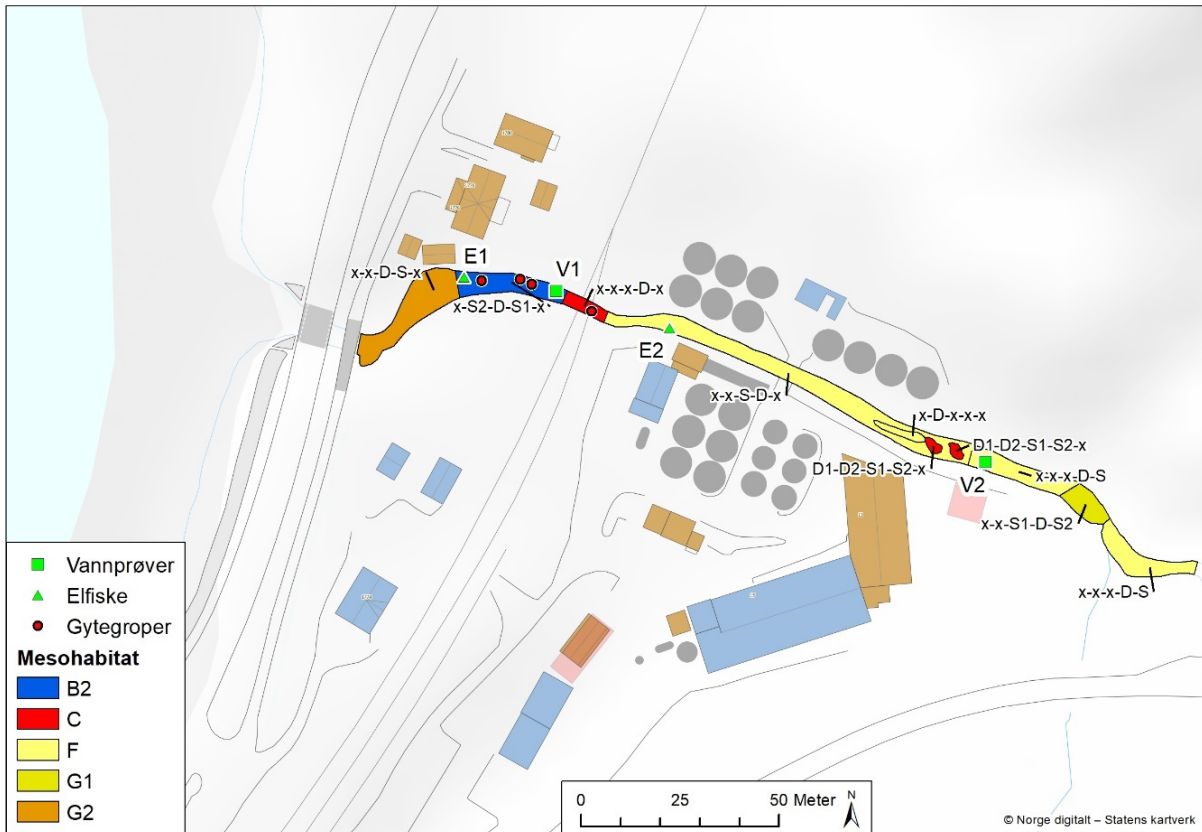 E1
V1
x-x-D-S-x
x-x-x-D-x
x-S2-D-S1-x
E2
x-x-S-D-x
x-D-x-x-x
D1-D2-S1-S2-x
D1-D2-S1-S2-x
x-x-x-D-S
V2
x-x-S1-D-S2
x-x-x-D-S
Vannprøver
Elfiske
Gytegroper
Mesohabitat
B2
C
F
G1
G2
0 25 50 Meter
N
© Norge digitalt – Statens kartverk